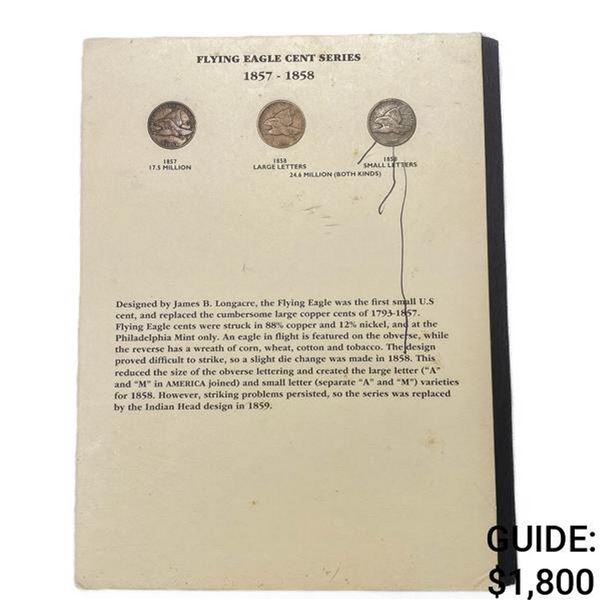 FLYING EAGLE CENT SERIES
1857 - 1858
1857
17.5 MILLION
1858
LARGE LETTERS
1858
SMALL LETTERS
24.6 MILLION (BOTH KINDS)
Designed by James B. Longacre, the Flying Eagle was the first small U.S
cent, and replaced the cumbersome large copper cents of 1793-1857.
Flying Eagle cents were struck in 88% copper and 12% nickel, and at the
Philadelphia Mint only. An eagle in flight is featured on the obverse, while
the reverse has a wreath of corn, wheat, cotton and tobacco. The design
proved difficult to strike, so a slight die change was made in 1858. This
reduced the size of the obverse lettering and created the large letter ("A"
and "M" in AMERICA joined) and small letter (separate "A" and "M") varieties
for 1858. However, striking problems persisted, so the series was replaced
by the Indian Head design in 1859.
GUIDE:
$1,800